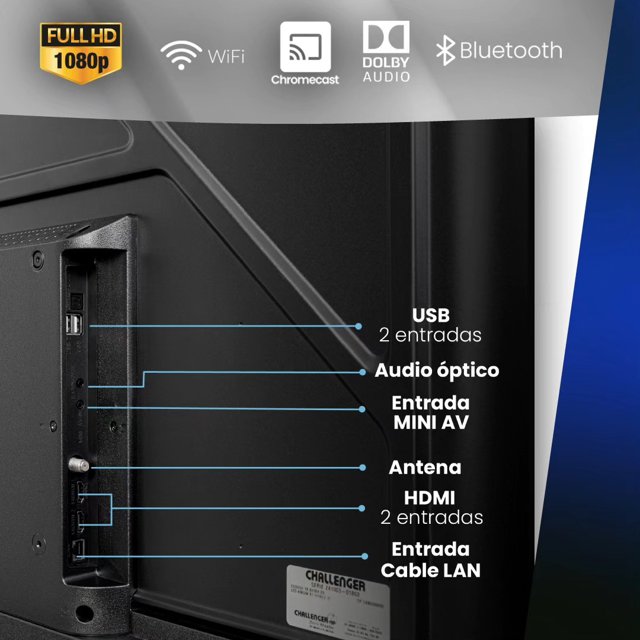 FULL HD
1080p
WiFi
Chromecast
DOLBY
AUDIO
Bluetooth
USB
2 entradas
Audio óptico
Entrada
MINI AV
Antena
HDMI
2 entradas
Entrada
Cable LAN
CHALLENGER
CHALLENGER